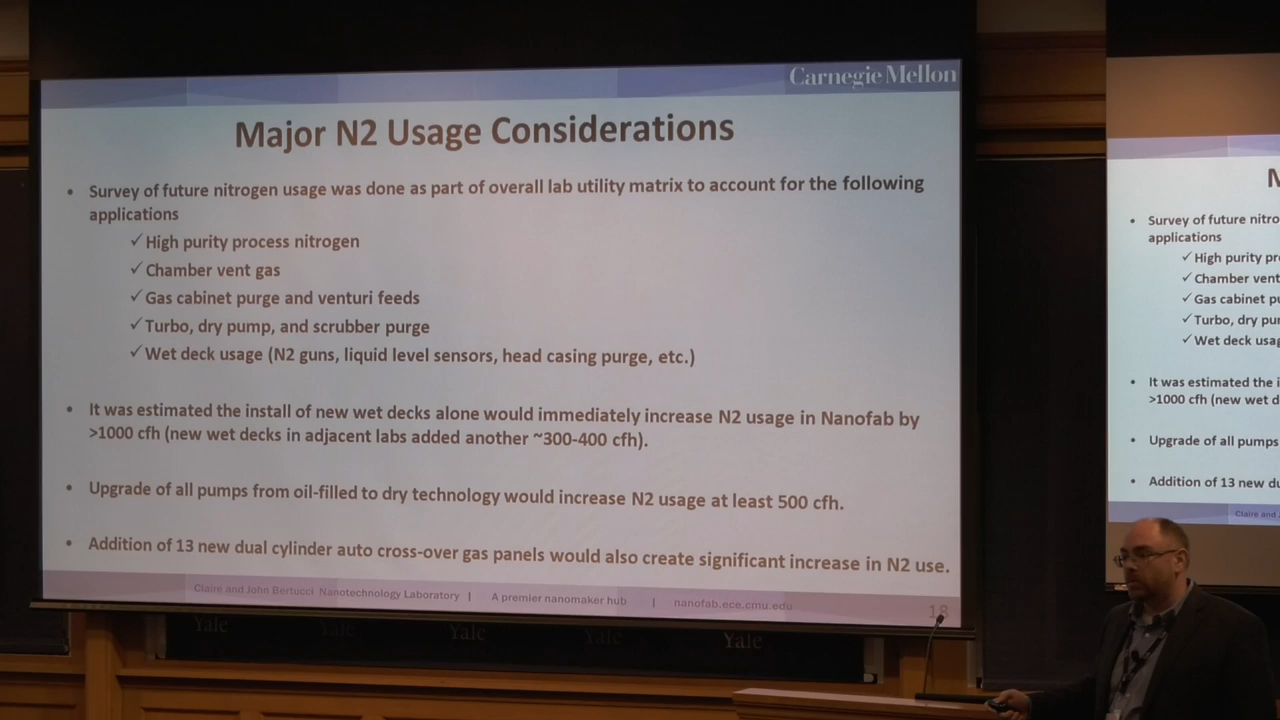 Carnegie Mellon
Major N2 Usage Considerations
• Survey of future nitrogen usage was done as part of overall lab utility matrix to account for the following
applications
✓High purity process nitrogen
✓Chamber vent gas
✓Gas cabinet purge and venturi feeds
✓Turbo, dry pump, and scrubber purge
✓Wet deck usage (N2 guns, liquid level sensors, head casing purge, etc.)
• It was estimated the install of new wet decks alone would immediately increase N2 usage in Nanofab by
>1000 cfh (new wet decks in adjacent labs added another ~300-400 cfh).
• Upgrade of all pumps from oil-filled to dry technology would increase N2 usage at least 500 cfh.
• Addition of 13 new dual cylinder auto cross-over gas panels would also create significant increase in N2 use.
Claire and John Bertucci Nanotechnology Laboratory | A premier nanomaker hub | nanofab.ece.cmu.edu
18
Yale Yale Yale Yale Yale
• Survey of future nitro
applications
✓High purity pr
✓Chamber vent
✓Gas cabinet pu
✓Turbo, dry pur
✓Wet deck usag
• It was estimated the i
>1000 cfh (new wet d
• Upgrade of all pumps
• Addition of 13 new du
Claire and